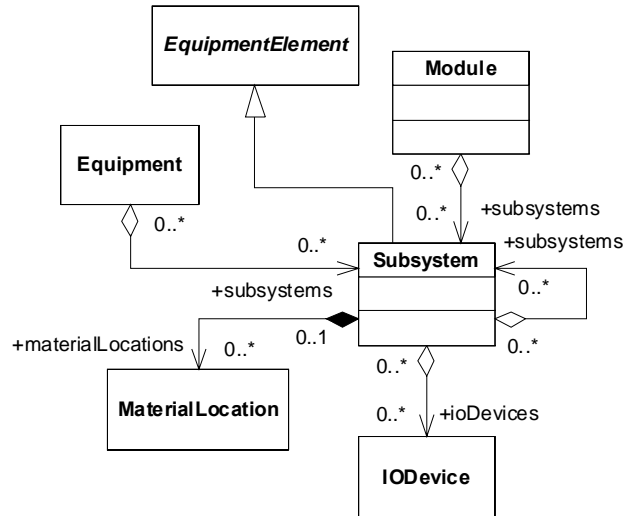 EquipmentElement
Module
Equipment
0..*
0..*
0..*
+subsystems
0..*
+subsystems
Subsystem
+subsystems
0..*
0..1
0..*
+materialLocations
0..*
0..*
MaterialLocation
0..*
+ioDevices
IODevice